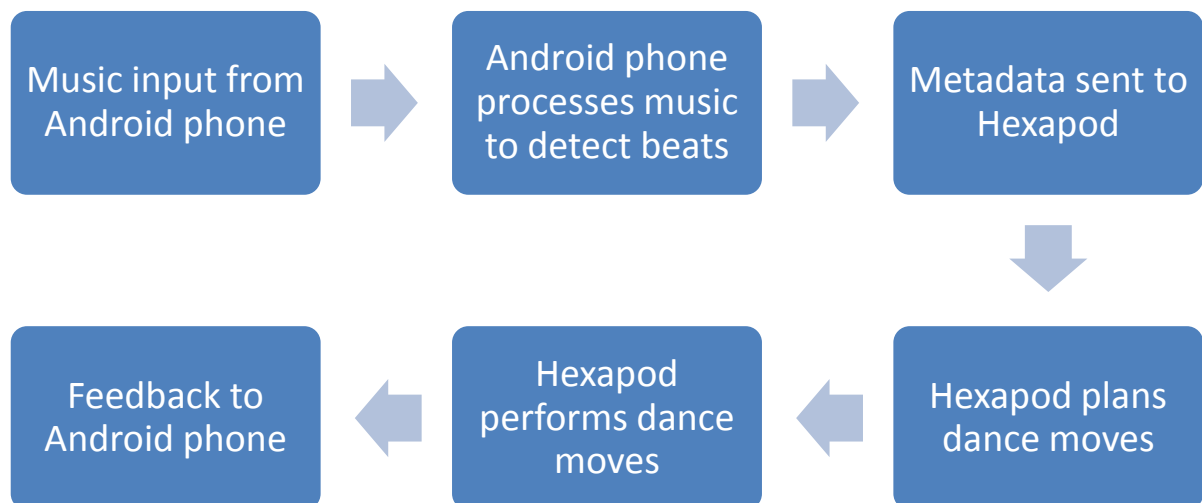 Music input from
Android phone
Android phone
processes music
to detect beats
Metadata sent to
Hexapod
Hexapod plans
dance moves
Hexapod
performs dance
moves
Feedback to
Android phone